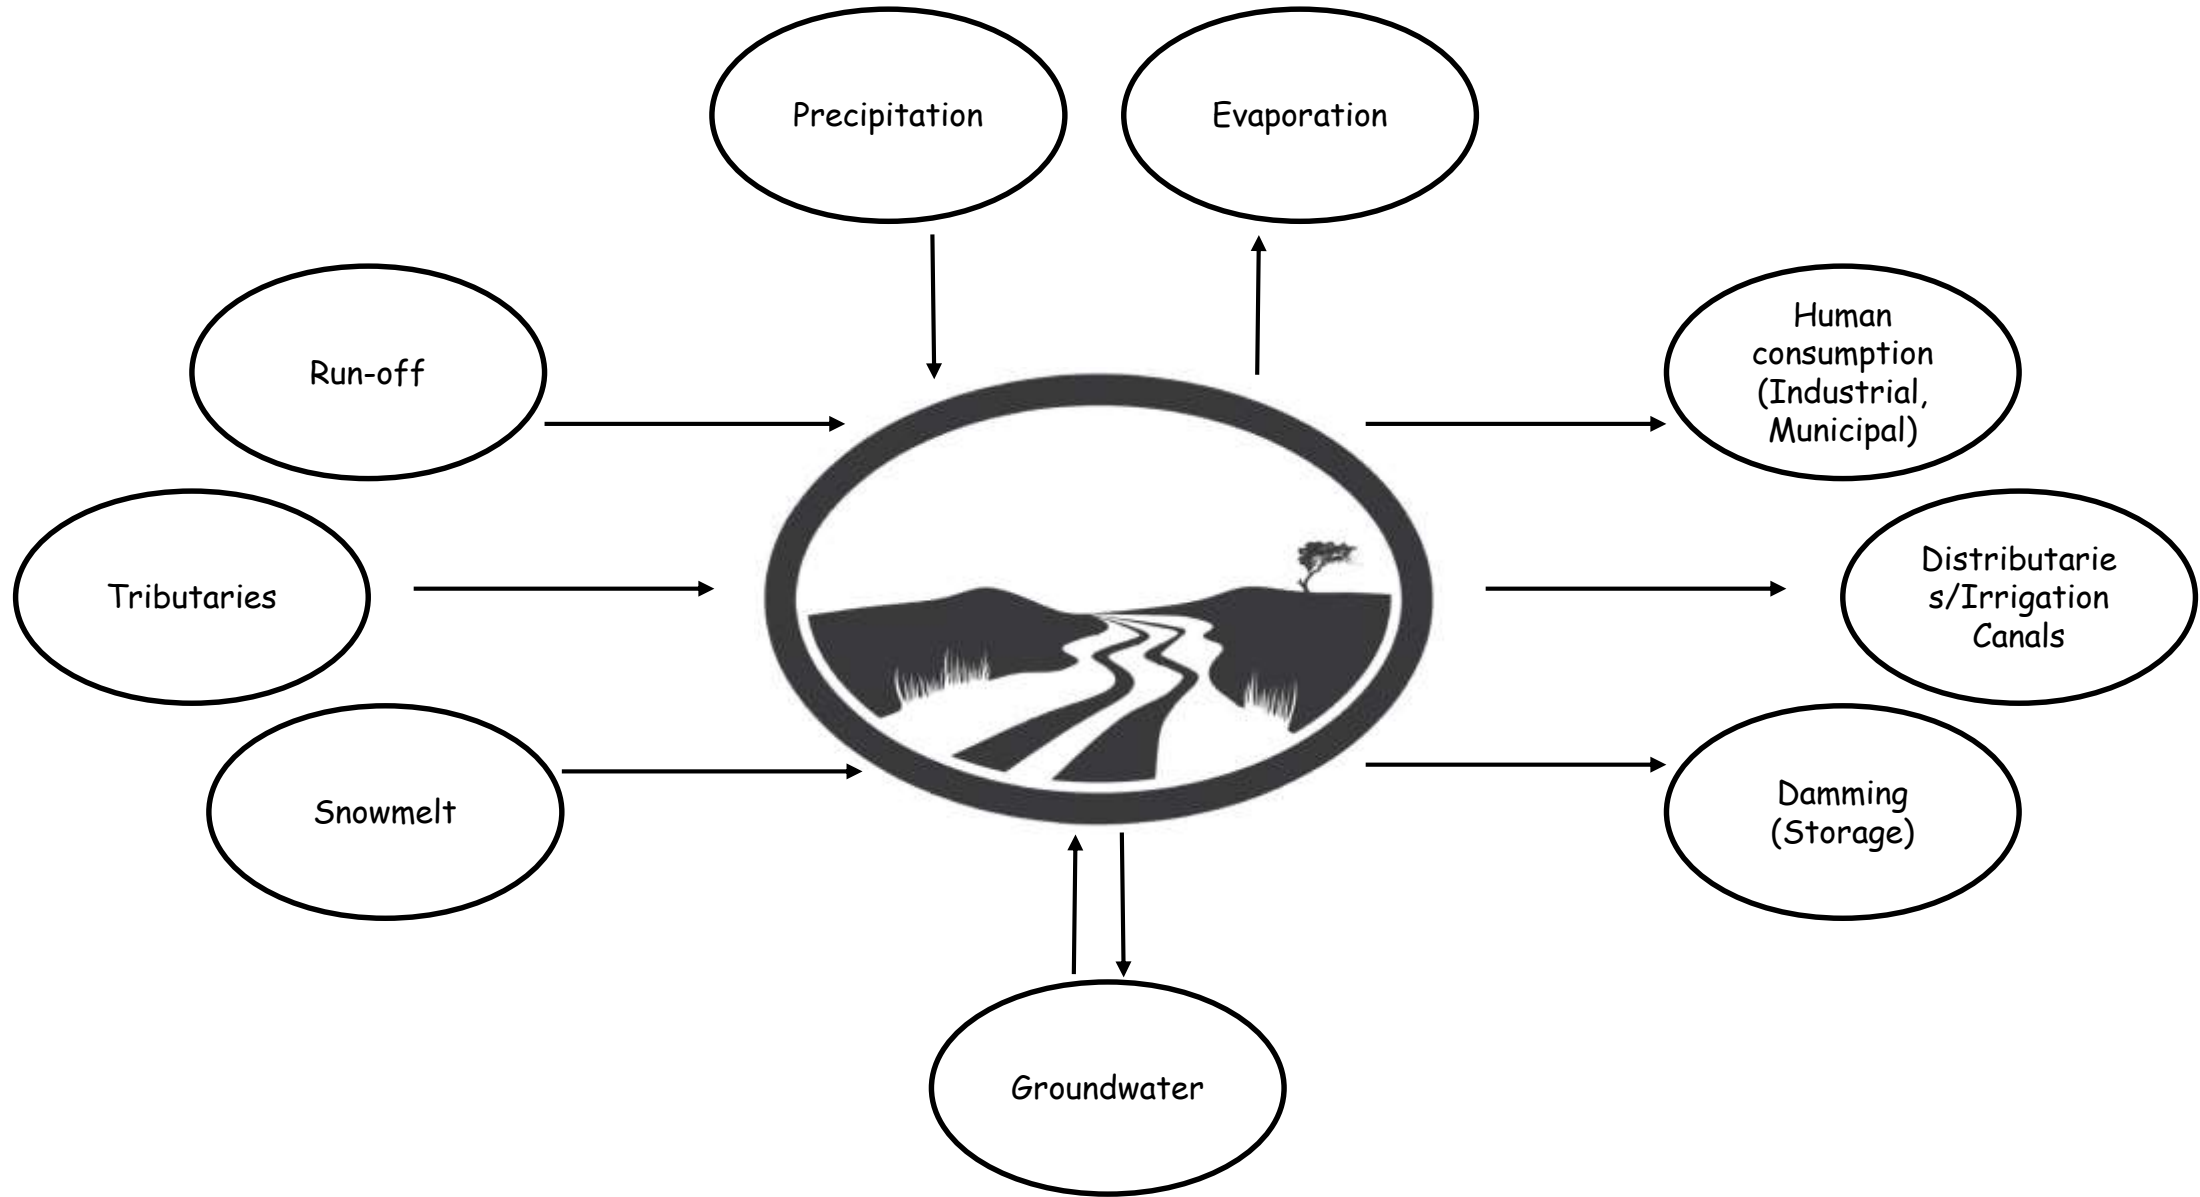 Precipitation
Evaporation
Run-off
Human
consumption
(Industrial,
Municipal)
Tributaries
Distributarie
s/Irrigation
Canals
Snowmelt
Damming
(Storage)
Groundwater